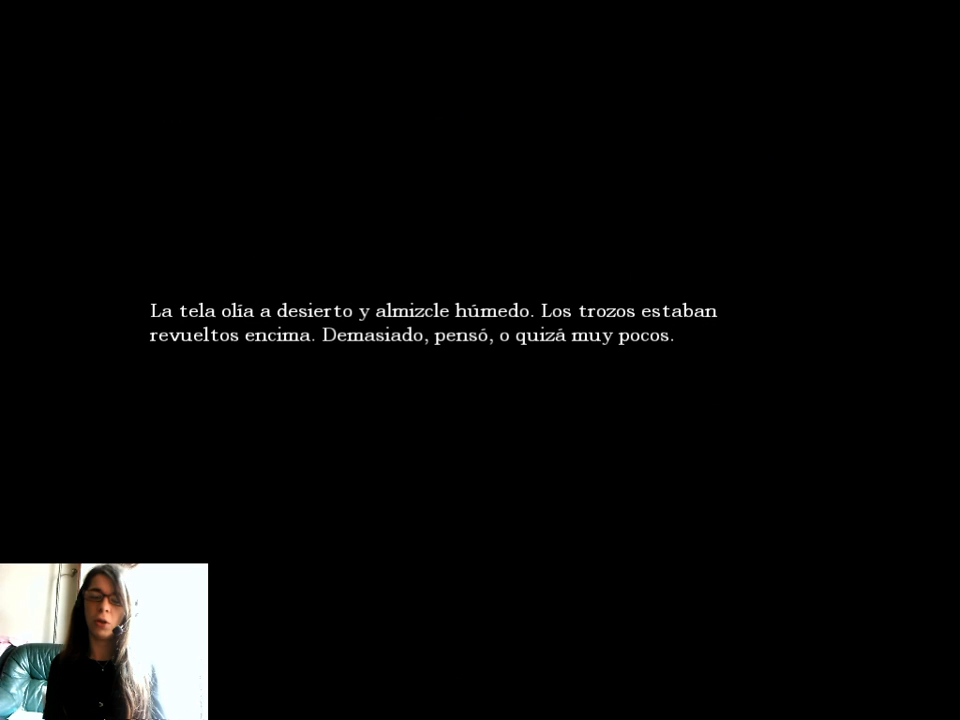 La tela olía a desierto y almizcle húmedo. Los trozos estaban
revueltos encima. Demasiado, pensó, o quizá muy pocos.